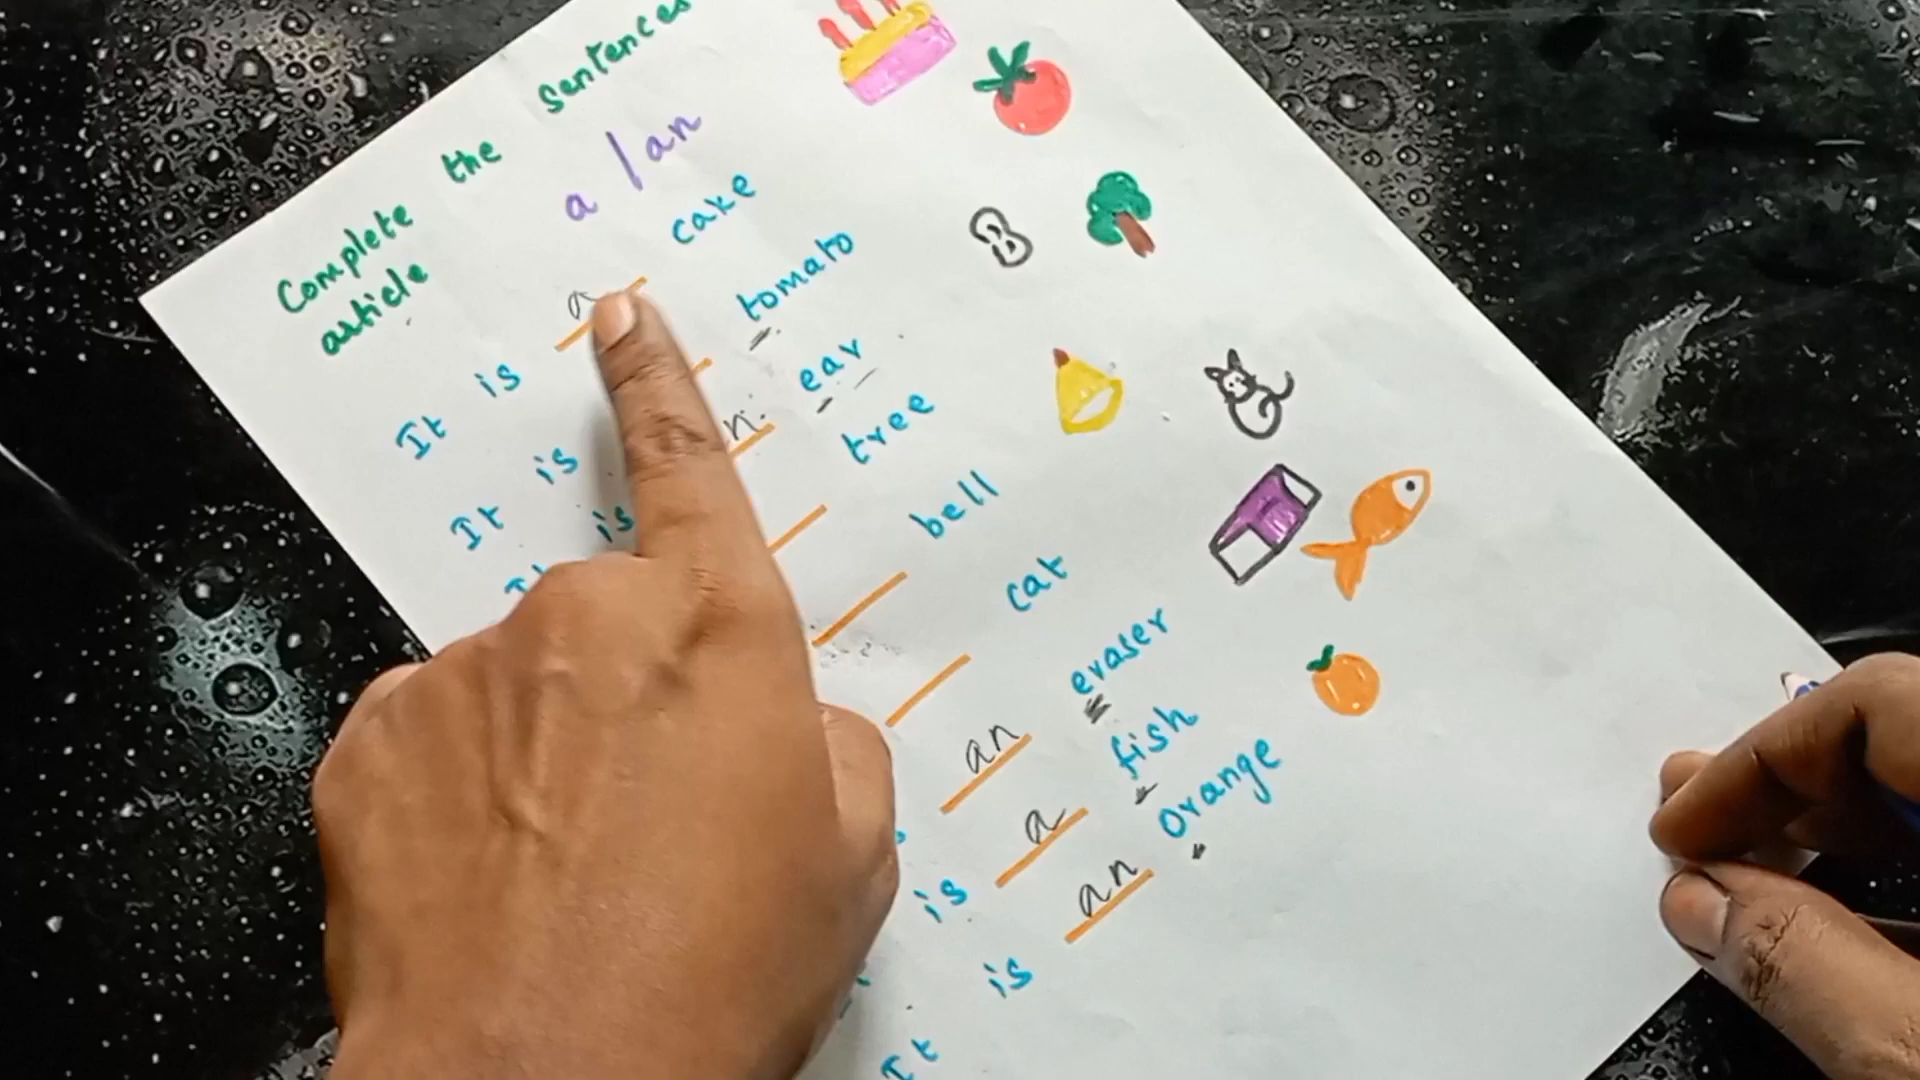 Complete the sentences
article a / an
It is a cake
It is tomato
is n ear
tree
bell
cat
an eraser
is a fish
It is an orange